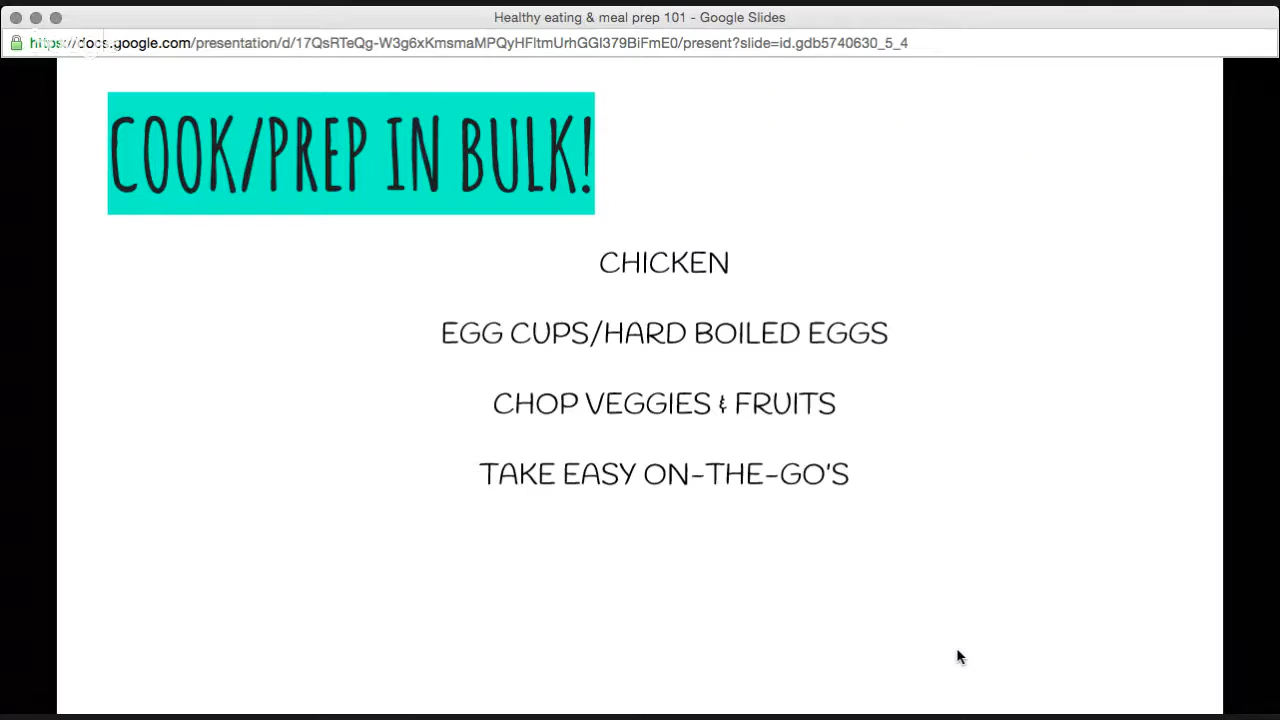 Healthy eating & meal prep 101 - Google Slides
https://docs.google.com/presentation/d/17QsRTeQg-W3g6xKmsmaMPQyHFltmUrhGGI379BiFmE0/present?slide=id.gdb5740630_5_4
COOK/PREP IN BULK!
CHICKEN
EGG CUPS/HARD BOILED EGGS
CHOP VEGGIES & FRUITS
TAKE EASY ON-THE-GO'S